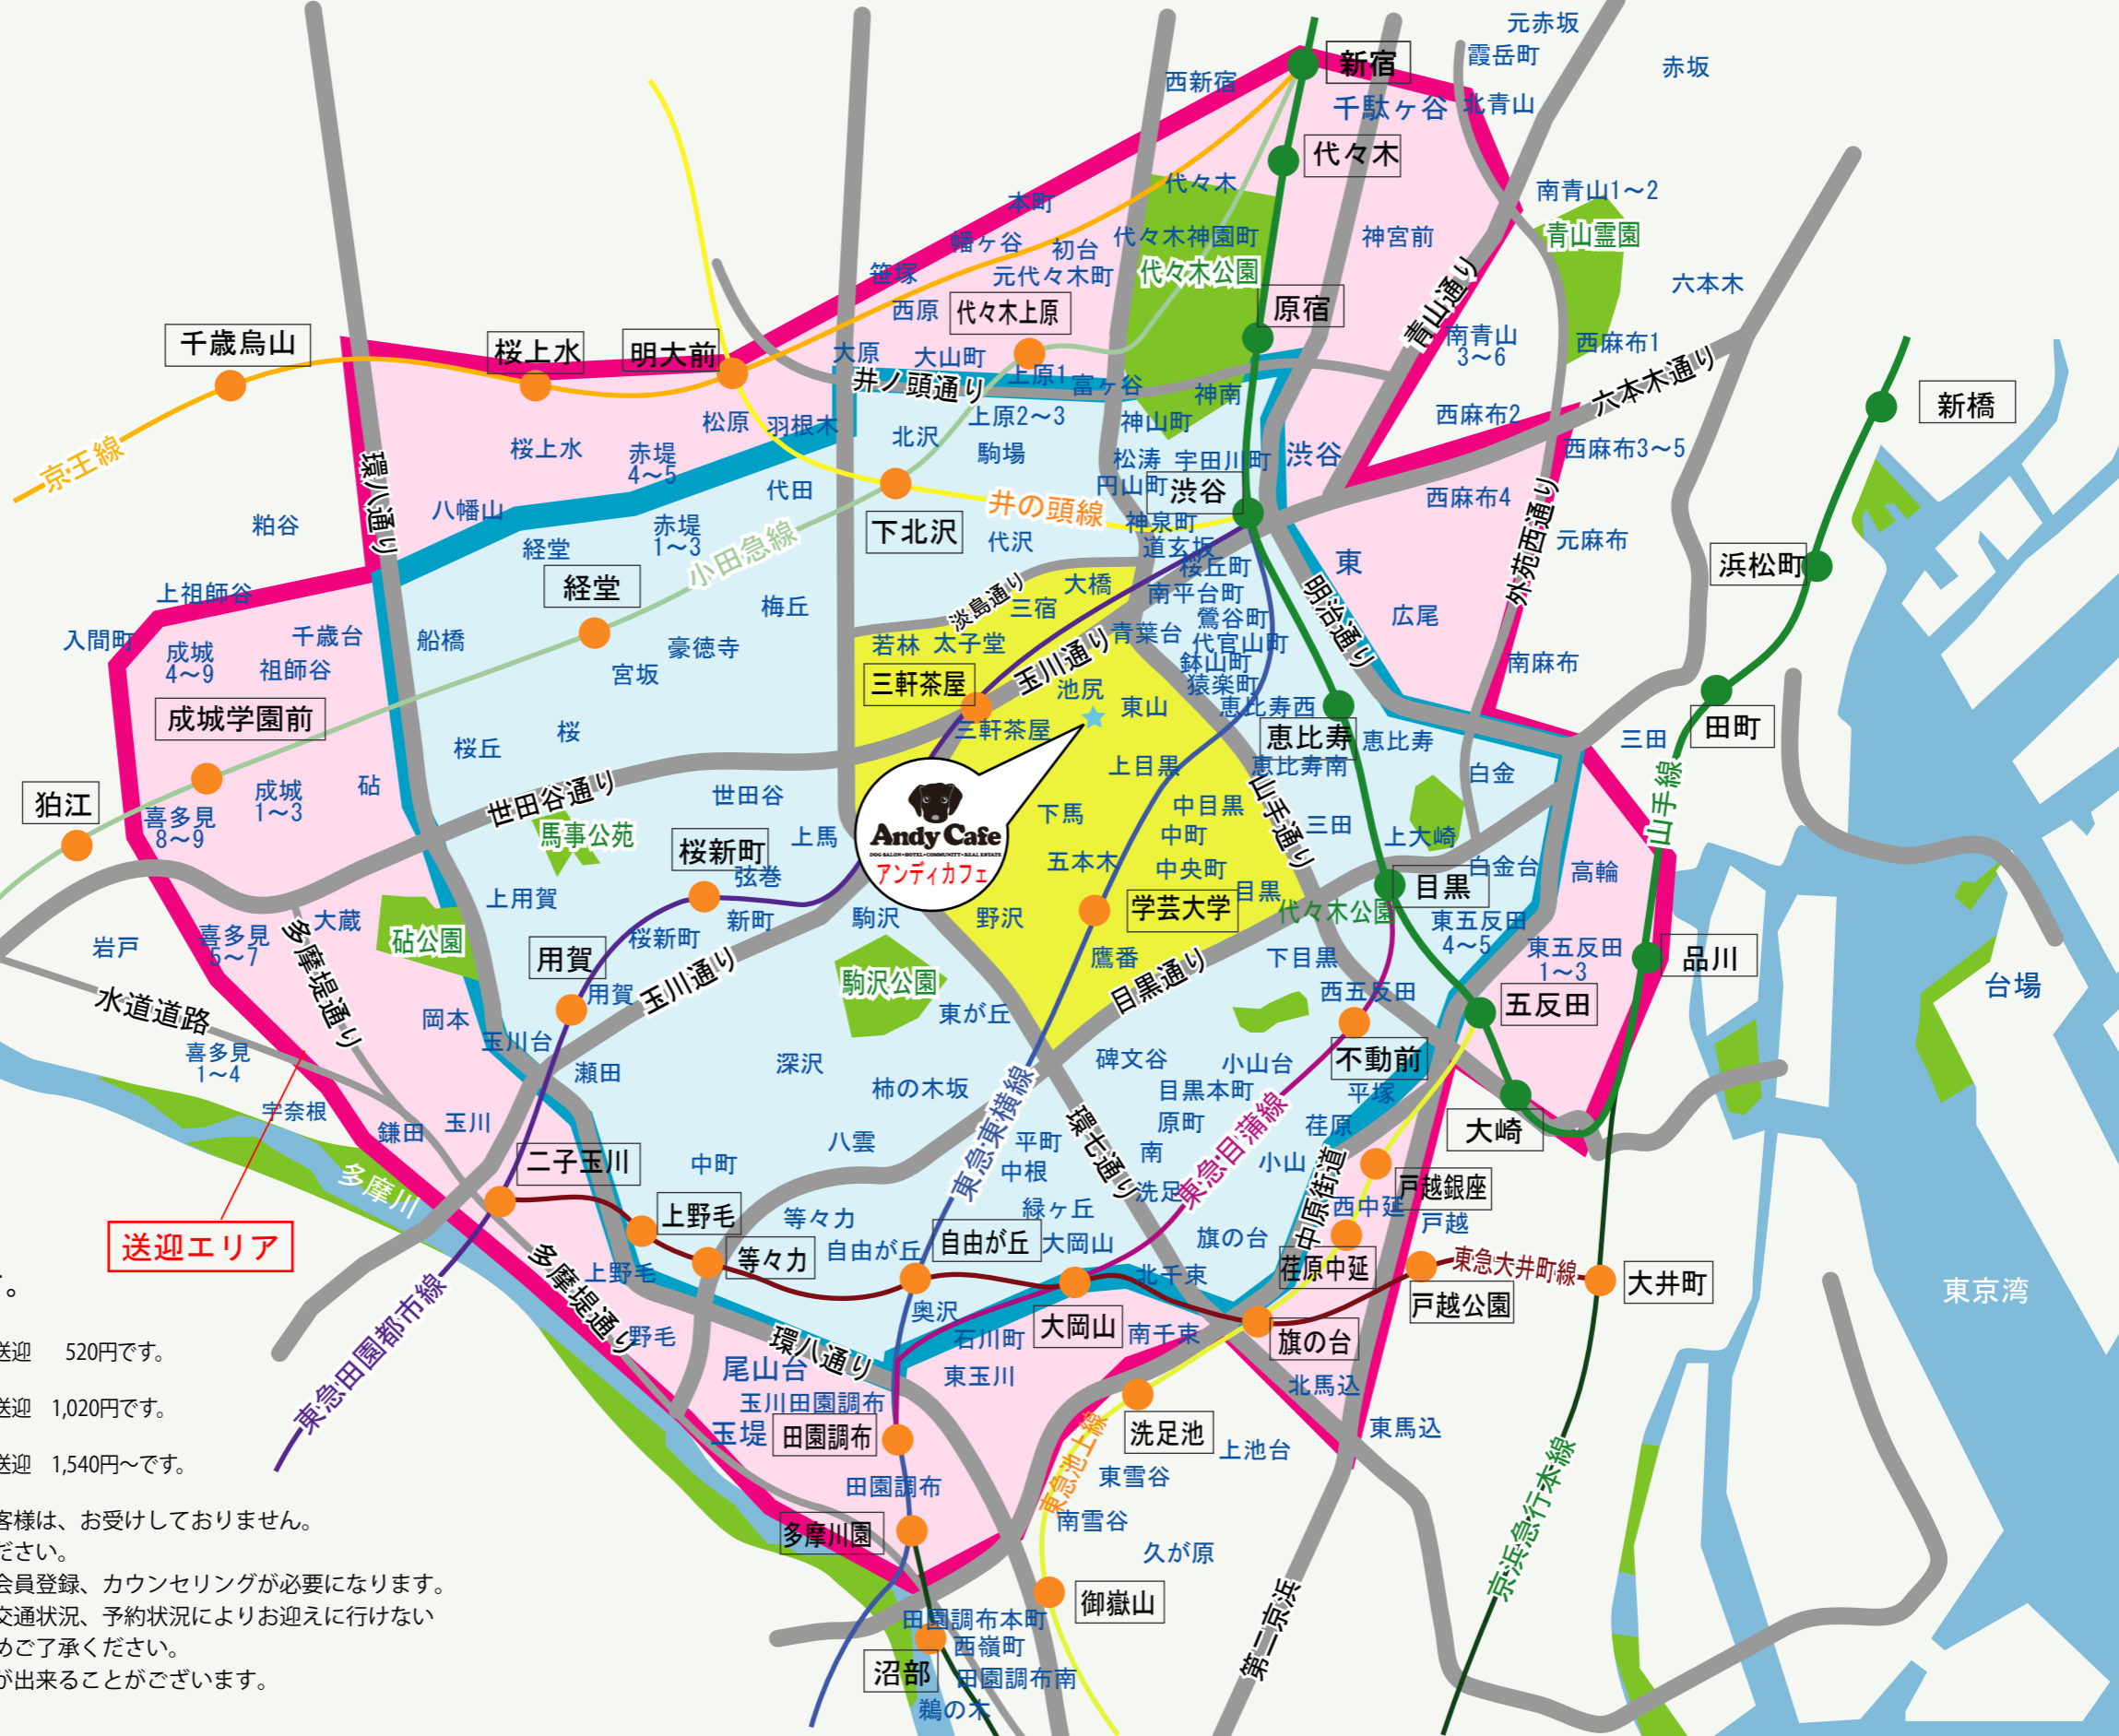 元赤坂
霞岳町
赤坂
新宿
西新宿
千駄ヶ谷
北青山
代々木
代々木
南青山1～2
本町
青山霊園
幡ヶ谷
初台
代々木神園町
神宮前
代々木公園
笹塚
元代々木町
青山通り
六本木
西原
代々木上原
原宿
千歳烏山
桜上水
明大前
大原
大山町
南青山
3～6
西麻布1
井ノ頭通り
上原1
富ヶ谷
神南
六本木通り
新橋
松原
羽根木
上原2～3
神山町
西麻布2
京王線
桜上水
赤堤
4～5
北沢
駒場
松涛
宇田川町
渋谷
西麻布3～5
環八通り
代田
円山町
渋谷
西麻布4
八幡山
井の頭線
神泉町
外苑西通り
粕谷
経堂
赤堤
1～3
小田急線
下北沢
代沢
道玄坂
東
元麻布
浜松町
経堂
桜丘町
上祖師谷
淡島通り
大橋
南平台町
明治通り
梅丘
三宿
鶯谷町
広尾
入間町
千歳台
船橋
若林
太子堂
青葉台
代官山町
成城
4～9
祖師谷
豪徳寺
鉢山町
南麻布
宮坂
三軒茶屋
玉川通り
池尻
猿楽町
成城学園前
三軒茶屋
東山
恵比寿西
恵比寿
恵比寿
三田
田町
桜丘
桜
上目黒
恵比寿南
白金
山手線
砧
成城
1～3
世田谷通り
世田谷
下馬
中目黒
山手通り
狛江
喜多見
8～9
馬事公苑
桜新町
上馬
Andy Cafe
DOG SALON•HOTEL•COMMUNITY•REAL ESTATE
アンディカフェ
中町
三田
上大崎
五本木
中央町
白金台
高輪
弦巻
目黒
目黒
上用賀
大蔵
新町
駒沢
野沢
学芸大学
代々木公園
東五反田
4～5
喜多見
5～7
岩戸
多摩堤通り
砧公園
用賀
桜新町
玉川通り
駒沢公園
鷹番
目黒通り
下目黒
東五反田
1～3
品川
用賀
西五反田
五反田
台場
水道道路
岡本
玉川台
東が丘
喜多見
1～4
瀬田
深沢
碑文谷
小山台
不動前
柿の木坂
東急東横線
目黒本町
平塚
宇奈根
鎌田
玉川
八雲
平町
環七通り
原町
荏原
大崎
二子玉川
中町
中根
南
東急目蒲線
小山
中原街道
多摩川
洗足
戸越銀座
上野毛
等々力
緑ヶ丘
西中延
送迎エリア
自由が丘
自由が丘
大岡山
旗の台
戸越
等々力
荏原中延
東急大井町線
大井町
多摩堤通り
上野毛
北千束
戸越公園
東京湾
東急田園都市線
奥沢
大岡山
旗の台
野毛
環八通り
石川町
南千束
尾山台
東玉川
北馬込
玉川田園調布
玉堤
田園調布
洗足池
東馬込
東急池上線
上池台
田園調布
東雪谷
多摩川園
南雪谷
久が原
京浜急行本線
御嶽山
第二京浜
田園調布本町
西嶺町
沼部
田園調布南
鵜の木
。
送迎 520円です。
送迎 1,020円です。
送迎 1,540円～です。
客様は、お受けしておりません。
ださい。
会員登録、カウンセリングが必要になります。
交通状況、予約状況によりお迎えに行けない
めご了承ください。
が出来ることがございます。